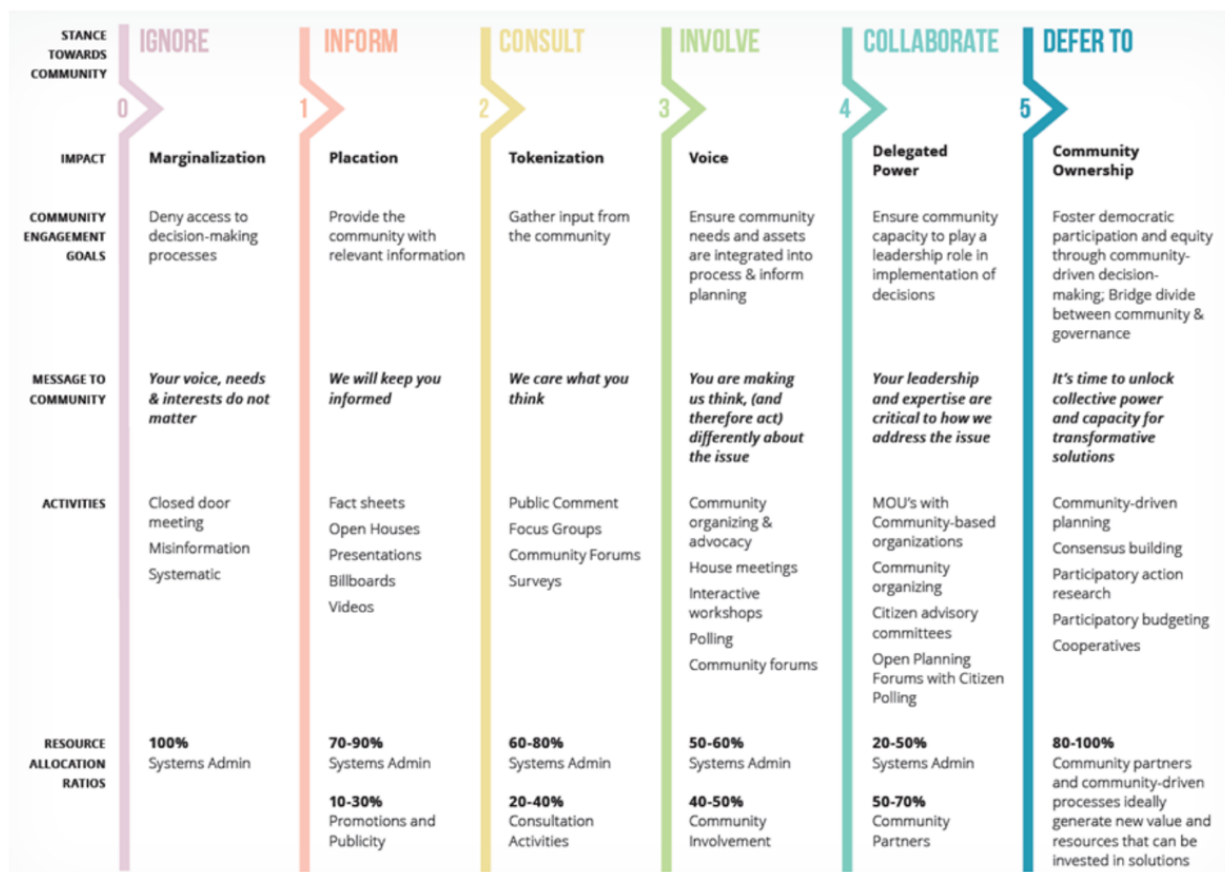 STANCE
TOWARDS
COMMUNITY
IGNORE
INFORM
CONSULT
INVOLVE
COLLABORATE
DEFER TO
0
1
2
3
4
5
IMPACT
Marginalization
Placation
Tokenization
Voice
Delegated
Power
Community
Ownership
COMMUNITY
ENGAGEMENT
GOALS
Deny access to
decision-making
processes
Provide the
community with
relevant information
Gather input from
the community
Ensure community
needs and assets
are integrated into
process & inform
planning
Ensure community
capacity to play a
leadership role in
implementation of
decisions
Foster democratic
participation and equity
through community-
driven decision-
making; Bridge divide
between community &
governance
MESSAGE TO
COMMUNITY
Your voice, needs
& interests do not
matter
We will keep you
informed
We care what you
think
You are making
us think, (and
therefore act)
differently about
the issue
Your leadership
and expertise are
critical to how we
address the issue
It's time to unlock
collective power
and capacity for
transformative
solutions
ACTIVITIES
Closed door
meeting
Misinformation
Systematic
Fact sheets
Open Houses
Presentations
Billboards
Videos
Public Comment
Focus Groups
Community Forums
Surveys
Community
organizing &
advocacy
House meetings
Interactive
workshops
Polling
Community forums
MOU's with
Community-based
organizations
Community
organizing
Citizen advisory
committees
Open Planning
Forums with Citizen
Polling
Community-driven
planning
Consensus building
Participatory action
research
Participatory budgeting
Cooperatives
RESOURCE
ALLOCATION
RATIOS
100%
Systems Admin
70-90%
Systems Admin
10-30%
Promotions and
Publicity
60-80%
Systems Admin
20-40%
Consultation
Activities
50-60%
Systems Admin
40-50%
Community
Involvement
20-50%
Systems Admin
50-70%
Community
Partners
80-100%
Community partners
and community-driven
processes ideally
generate new value and
resources that can be
invested in solutions